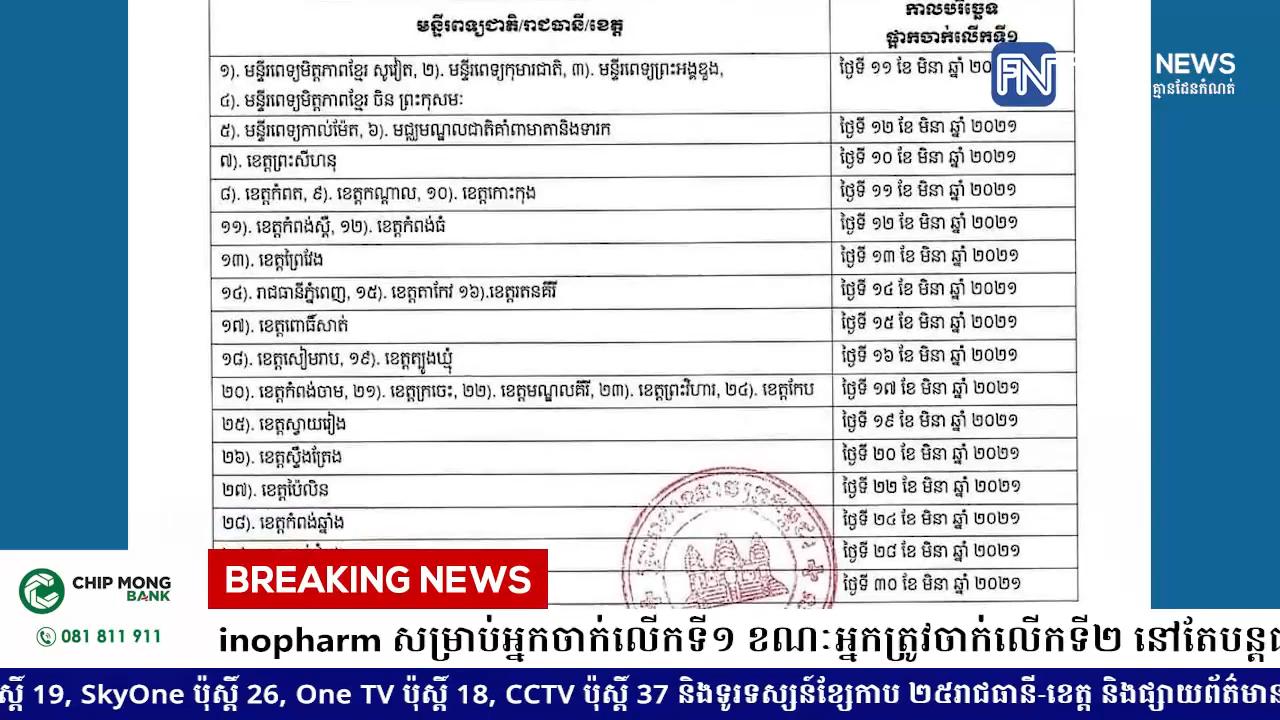 មន្ទីរពេទ្យជាតិ/រាជធានី/ខេត្ត
កាលបរិច្ឆេទ
ផ្អាកចាក់លើកទី១
១). មន្ទីរពេទ្យមិត្តភាពខ្មែរ សូវៀត, ២). មន្ទីរពេទ្យកុមារជាតិ, ៣). មន្ទីរពេទ្យព្រះអង្គឌួង,
៤). មន្ទីរពេទ្យមិត្តភាពខ្មែរ ចិន ព្រះកុសមៈ
ថ្ងៃទី ១១ ខែ មិនា ឆ្នាំ
៥). មន្ទីរពេទ្យកាល់ម៉ែត, ៦). មជ្ឈមណ្ឌលជាតិគាំពាមាតានិងទារក
ថ្ងៃទី ១២ ខែ មិនា ឆ្នាំ ២០២១
៧). ខេត្តព្រះសីហនុ
ថ្ងៃទី ១០ ខែ មិនា ឆ្នាំ ២០២១
៨). ខេត្តកំពត, ៩). ខេត្តកណ្តាល, ១០). ខេត្តកោះកុង
ថ្ងៃទី ១១ ខែ មិនា ឆ្នាំ ២០២១
១១). ខេត្តកំពង់ស្ពឺ, ១២). ខេត្តកំពង់ធំ
ថ្ងៃទី ១២ ខែ មិនា ឆ្នាំ ២០២១
១៣). ខេត្តព្រៃវែង
ថ្ងៃទី ១៣ ខែ មិនា ឆ្នាំ ២០២១
១៤). រាជធានីភ្នំពេញ, ១៥). ខេត្តតាកែវ ១៦).ខេត្តរតនគីរី
ថ្ងៃទី ១៤ ខែ មិនា ឆ្នាំ ២០២១
១៧). ខេត្តពោធិ៍សាត់
ថ្ងៃទី ១៥ ខែ មិនា ឆ្នាំ ២០២១
១៨). ខេត្តសៀមរាប, ១៩). ខេត្តត្បូងឃ្មុំ
ថ្ងៃទី ១៦ ខែ មិនា ឆ្នាំ ២០២១
២០). ខេត្តកំពង់ចាម, ២១). ខេត្តក្រចេះ, ២២). ខេត្តមណ្ឌលគីរី, ២៣). ខេត្តព្រះវិហារ, ២៤). ខេត្តកែប
ថ្ងៃទី ១៧ ខែ មិនា ឆ្នាំ ២០២១
២៥). ខេត្តស្វាយរៀង
ថ្ងៃទី ១៩ ខែ មិនា ឆ្នាំ ២០២១
២៦). ខេត្តស្ទឹងត្រែង
ថ្ងៃទី ២០ ខែ មិនា ឆ្នាំ ២០២១
២៧). ខេត្តប៉ៃលិន
ថ្ងៃទី ២២ ខែ មិនា ឆ្នាំ ២០២១
២៨). ខេត្តកំពង់ឆ្នាំង
ថ្ងៃទី ២៤ ខែ មិនា ឆ្នាំ ២០២១
ថ្ងៃទី ២៨ ខែ មិនា ឆ្នាំ ២០២១
ថ្ងៃទី ៣០ ខែ មិនា ឆ្នាំ ២០២១
FN
NEWS
គ្មានដែនកំណត់
CHIP MONG
BANK
081 811 911
BREAKING NEWS
inopharm សម្រាប់អ្នកចាក់លើកទី១ ខណៈអ្នកត្រូវចាក់លើកទី២ នៅតែបន្ត
ស្តិ៍ 19, SkyOne ប៉ុស្តិ៍ 26, One TV ប៉ុស្តិ៍ 18, CCTV ប៉ុស្តិ៍ 37 និងទូរទស្សន៍ខ្សែកាប ២៥រាជធានី-ខេត្ត និងផ្សាយព័ត៌មាន